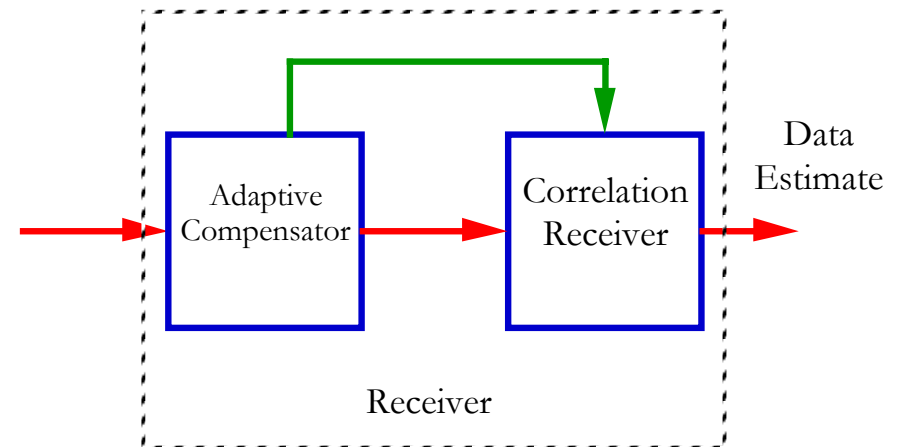 Adaptive
Compensator
Correlation
Receiver
Data
Estimate
Receiver